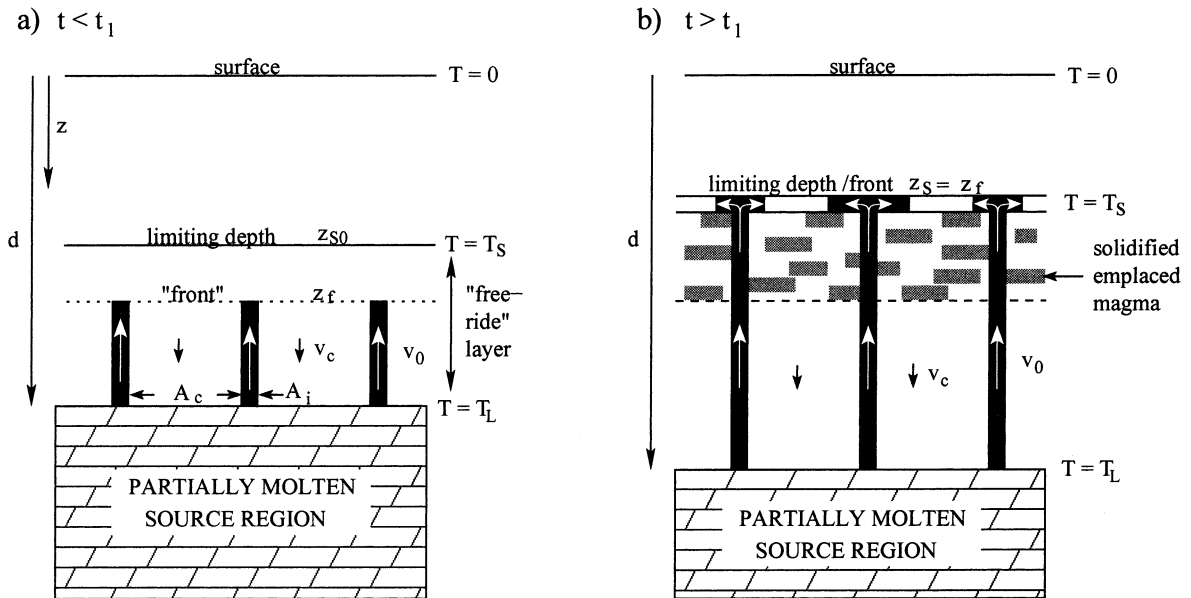 a) t < t1
surface
T = 0
z
d
limiting depth zS0
T = TS
"front" zf
"free–
ride"
layer
vc
v0
Ac
Ai
T = TL
PARTIALLY MOLTEN
SOURCE REGION
b) t > t1
surface
T = 0
limiting depth /front zS = zf
T = TS
d
solidified
emplaced
magma
v0
vc
T = TL
PARTIALLY MOLTEN
SOURCE REGION